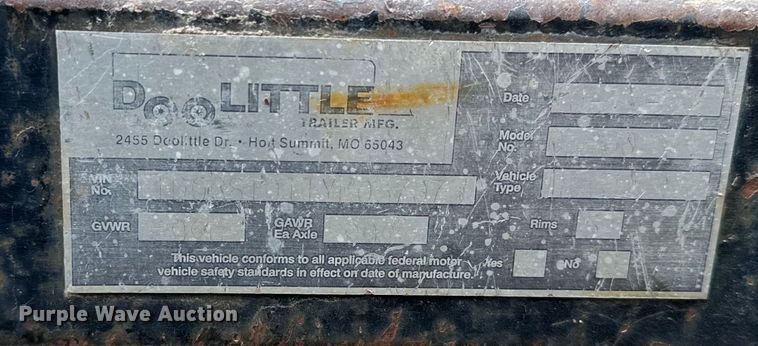 DOOLITTLE
TRAILER MFG.
2455 Doolittle Dr. • Holt Summit, MO 65043
VIN
No.
GVWR
GAWR
Ea Axle
This vehicle conforms to all applicable federal motor
vehicle safety standards in effect on date of manufacture.
Date
Model
No.
Vehicle
Type
Rims
Yes
No
Purple Wave Auction